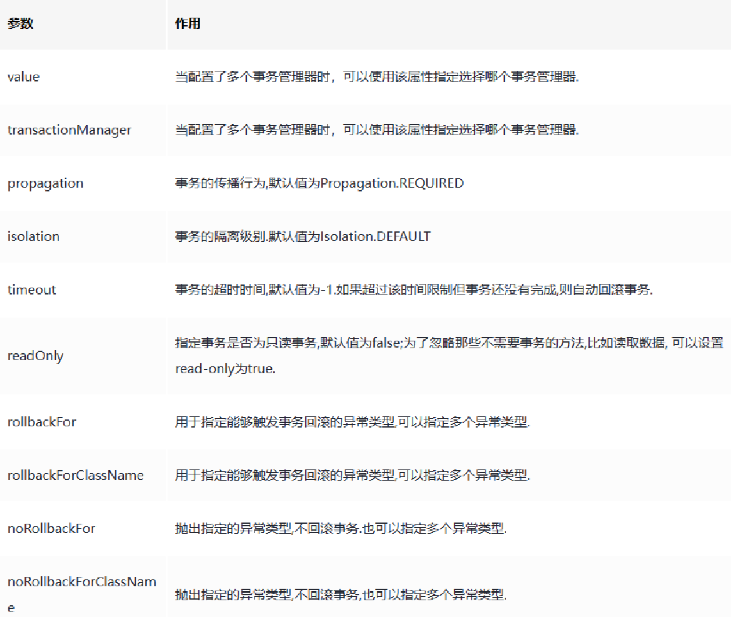 参数 作用
value 当配置了多个事务管理器时，可以使用该属性指定选择哪个事务管理器.
transactionManager 当配置了多个事务管理器时，可以使用该属性指定选择哪个事务管理器.
propagation 事务的传播行为,默认值为Propagation.REQUIRED
isolation 事务的隔离级别.默认值为Isolation.DEFAULT
timeout 事务的超时时间,默认值为-1.如果超过该时间限制但事务还没有完成,则自动回滚事务.
readOnly 指定事务是否为只读事务,默认值为false;为了忽略那些不需要事务的方法,比如读取数据, 可以设置
read-only为true.
rollbackFor 用于指定能够触发事务回滚的异常类型,可以指定多个异常类型.
rollbackForClassName 用于指定能够触发事务回滚的异常类型,可以指定多个异常类型.
noRollbackFor 抛出指定的异常类型,不回滚事务.也可以指定多个异常类型.
noRollbackForClassNam
e 抛出指定的异常类型,不回滚事务,也可以指定多个异常类型.